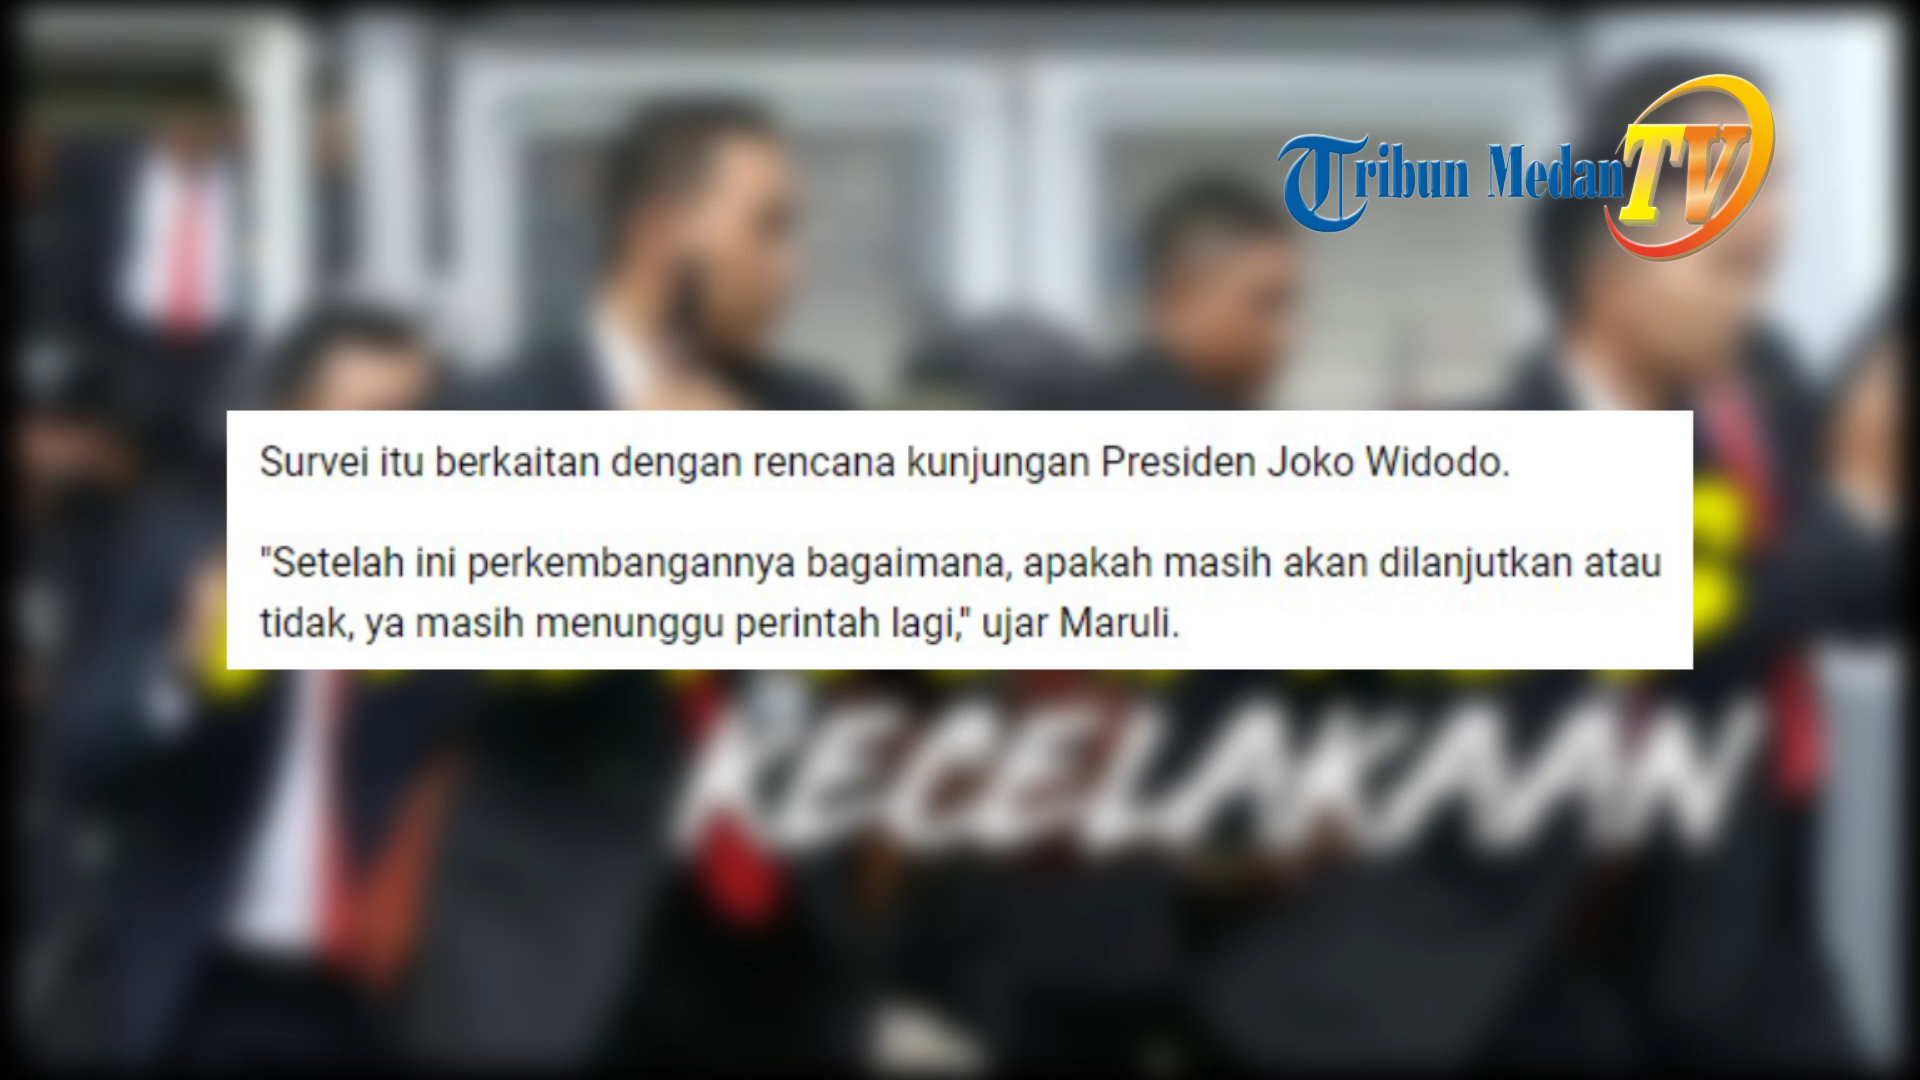 Tribun Medan TV
Survei itu berkaitan dengan rencana kunjungan Presiden Joko Widodo.
"Setelah ini perkembangannya bagaimana, apakah masih akan dilanjutkan atau
tidak, ya masih menunggu perintah lagi," ujar Maruli.
KECELAKAAN